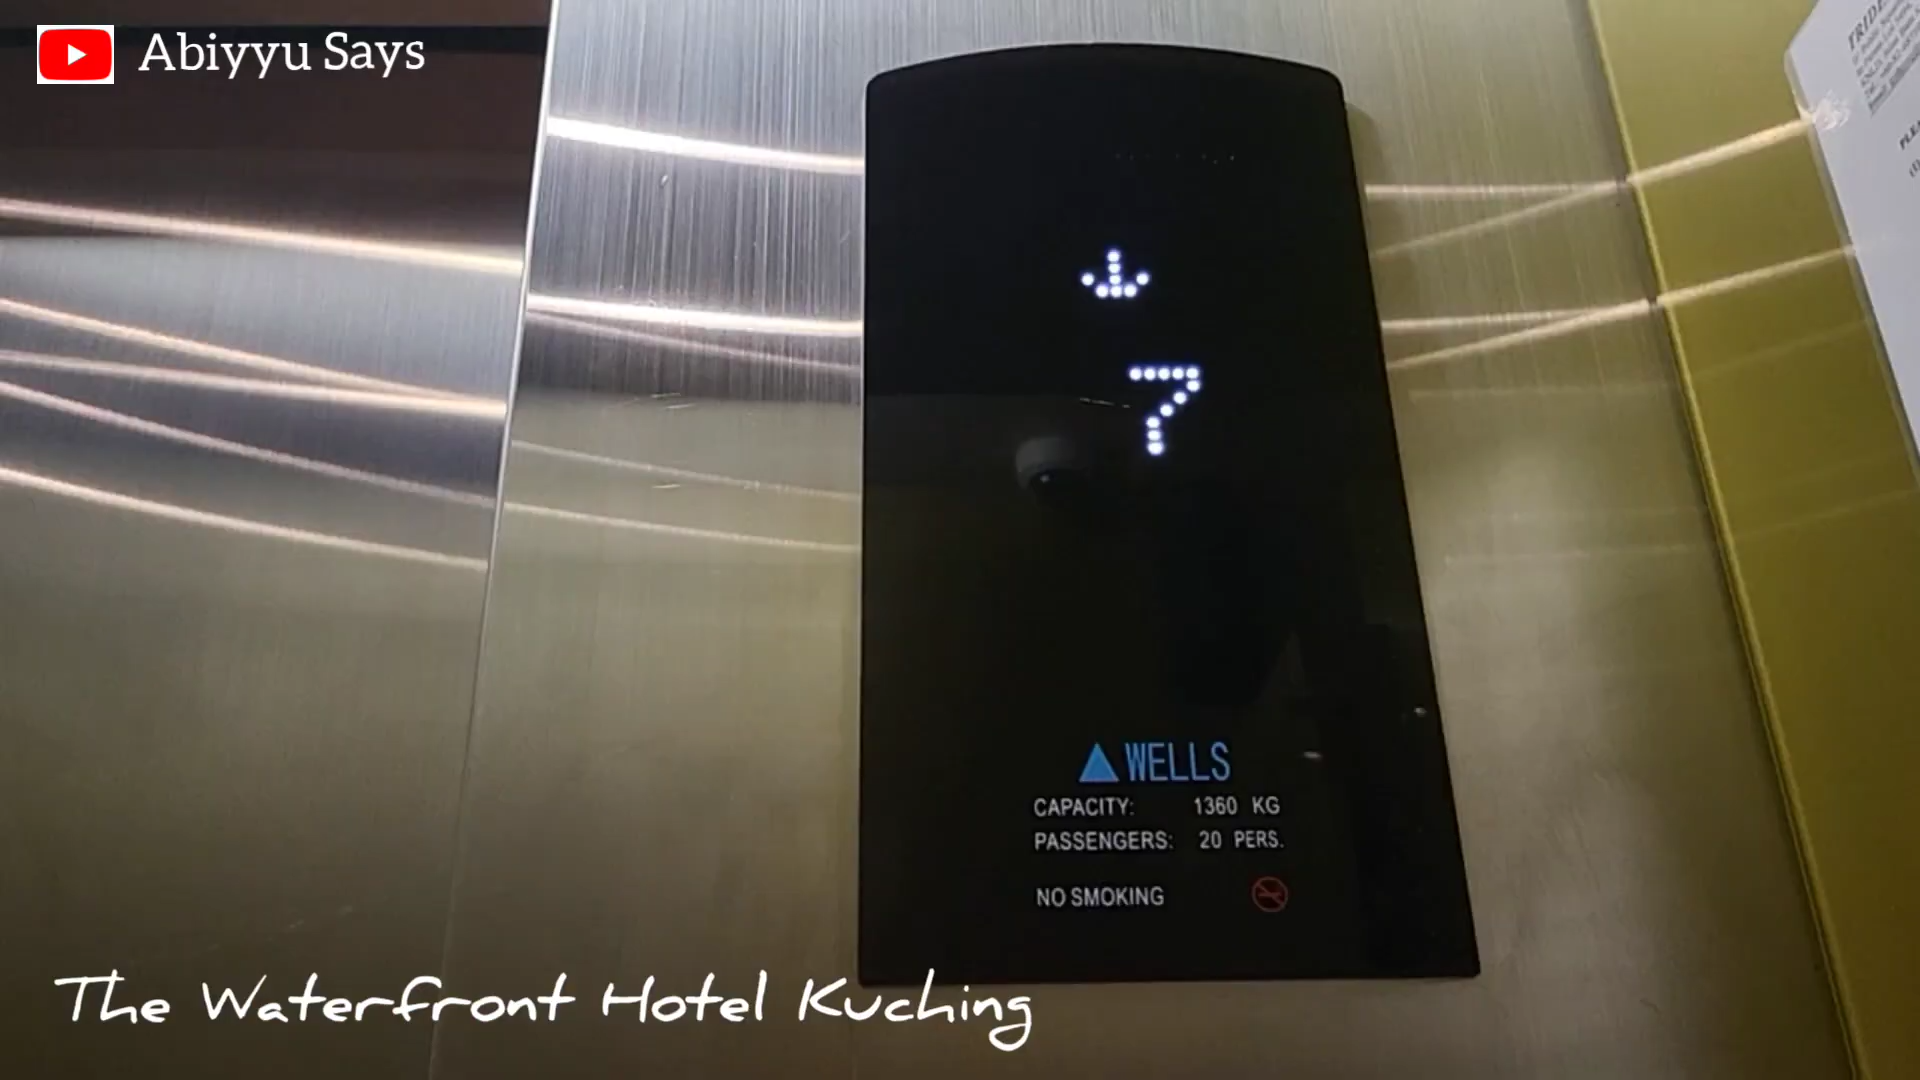 Abiyyu Says
7
WELLS
CAPACITY: 1360 KG
PASSENGERS: 20 PERS.
NO SMOKING
The Waterfront Hotel Kuching